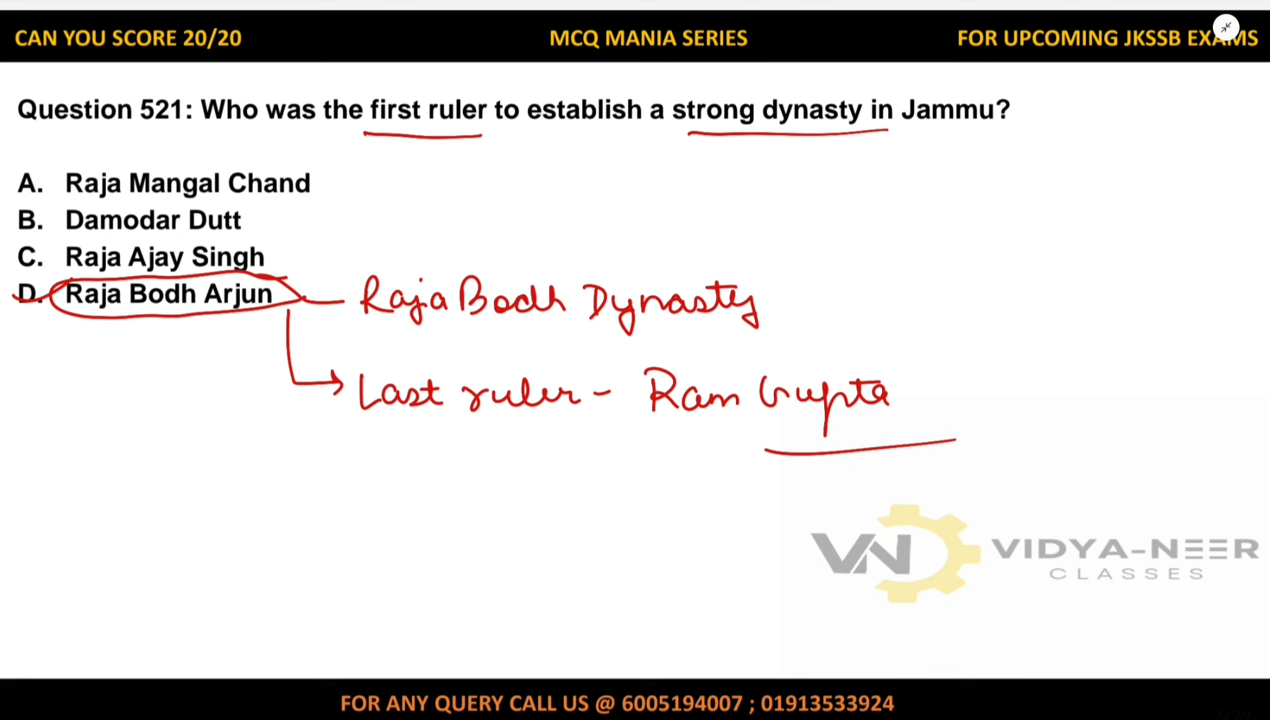 CAN YOU SCORE 20/20 MCQ MANIA SERIES FOR UPCOMING JKSSB EXAMS
Question 521: Who was the first ruler to establish a strong dynasty in Jammu?
A. Raja Mangal Chand
B. Damodar Dutt
C. Raja Ajay Singh
D. Raja Bodh Arjun - Raja Bodh Dynasty
Last ruler - Ram Gupta
VN VIDYA-NEER
CLASSES
FOR ANY QUERY CALL US @ 6005194007 ; 01913533924